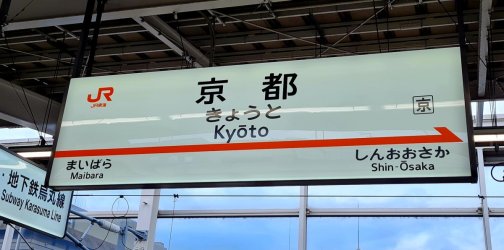 JR
JR東海
京都
京
きょうと
Kyōto
まいばら
Maibara
しんおおさか
Shin-Ōsaka
・地下鉄烏丸線
Subway Karasuma Line